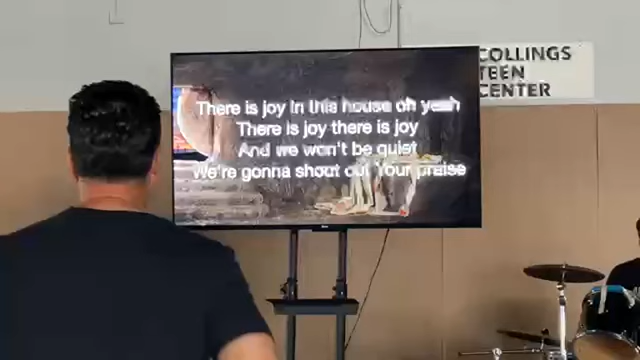 There is joy in this house oh yeah
There is joy there is joy
And we won't be quiet
We're gonna shout out Your praise
COLLINGS
TEEN
CENTER